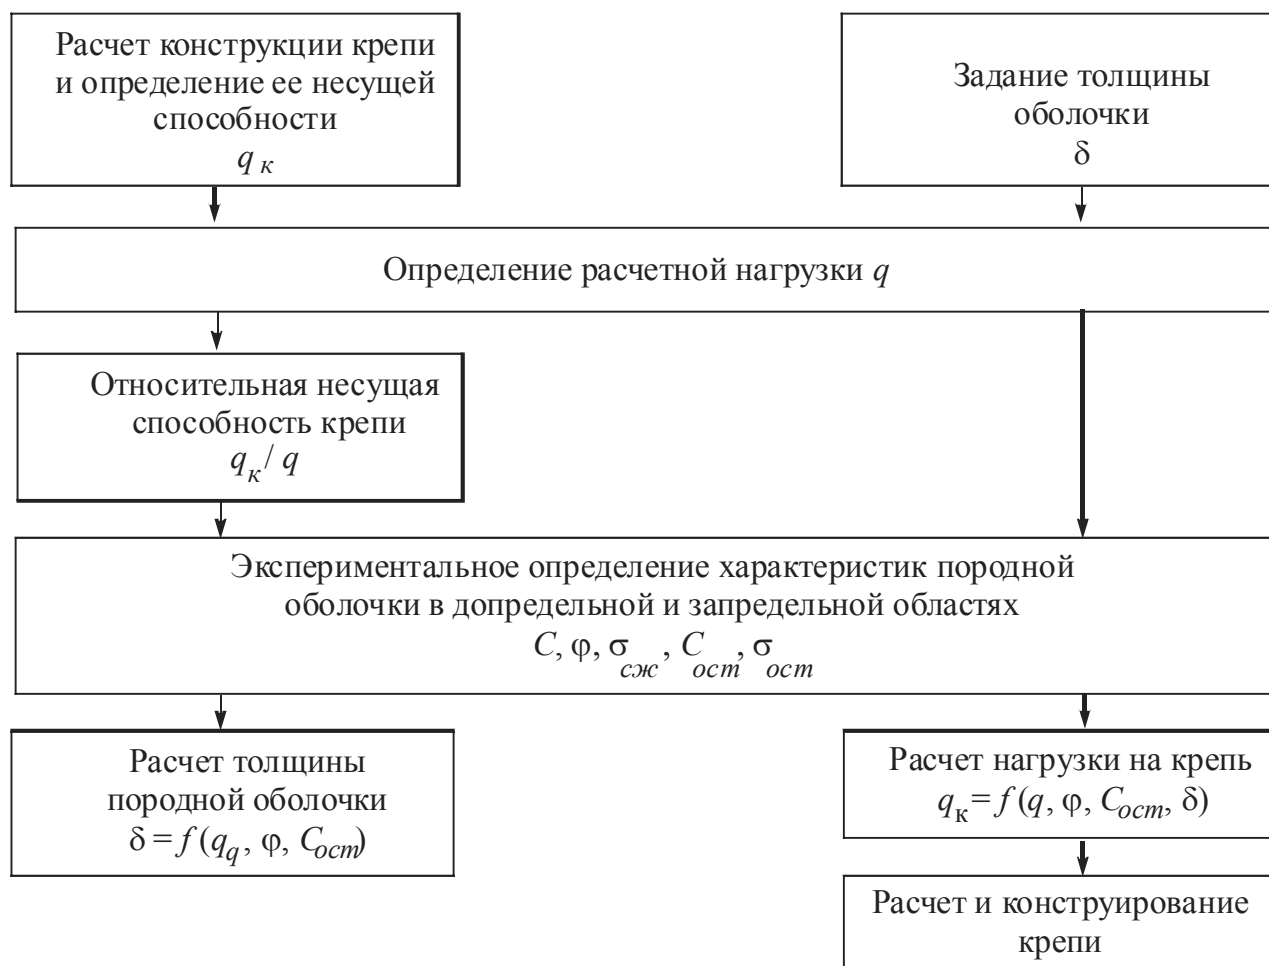 Расчет конструкции крепи
и определение ее несущей
способности
q к
Задание толщины
оболочки
δ
Определение расчетной нагрузки q
Относительная несущая
способность крепи
qк / q
Экспериментальное определение характеристик породной
оболочки в допредельной и запредельной областях
C, φ, σсж, Cост, σост
Расчет толщины
породной оболочки
δ = f (qq, φ, Cост)
Расчет нагрузки на крепь
qк = f (q, φ, Cост, δ)
Расчет и конструирование
крепи